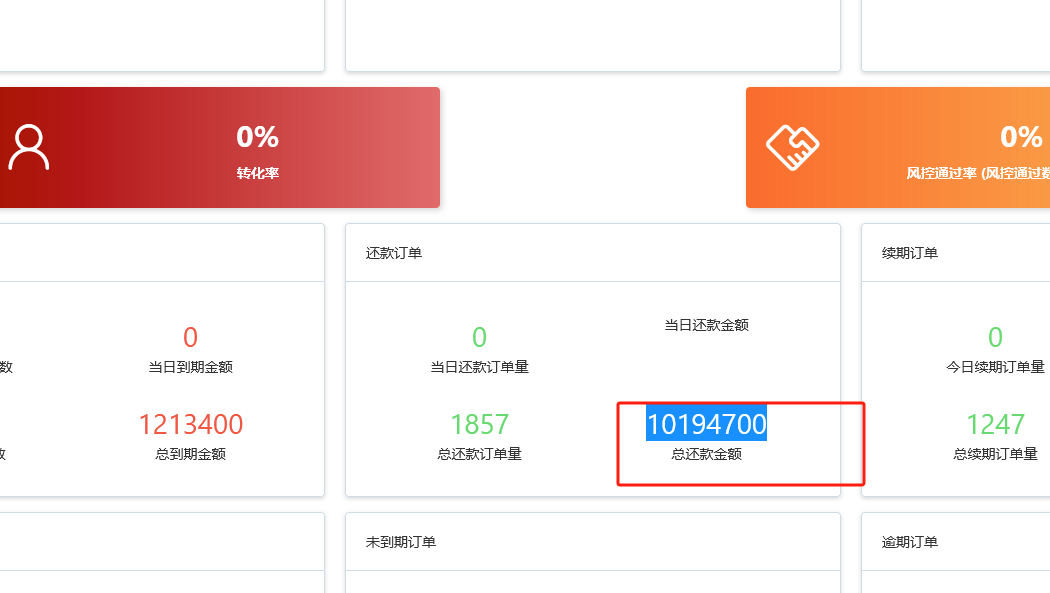 0%
转化率
0%
风控通过率 (风控通过数
还款订单
续期订单
0
当日到期金额
数
0
当日还款订单量
当日还款金额
0
今日续期订单量
1213400
总到期金额
1857
总还款订单量
10194700
总还款金额
1247
总续期订单量
未到期订单
逾期订单